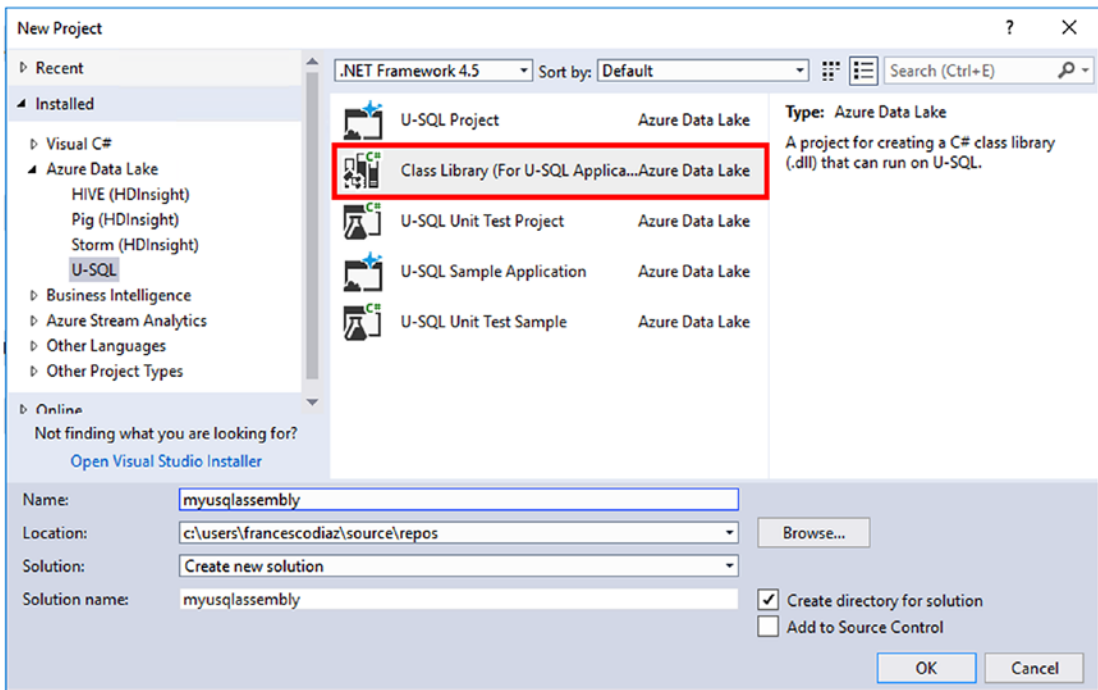 New Project ? ×
Recent
Installed
Visual C#
Azure Data Lake
HIVE (HDInsight)
Pig (HDInsight)
Storm (HDInsight)
U-SQL
Business Intelligence
Azure Stream Analytics
Other Languages
Other Project Types
Online
Not finding what you are looking for?
Open Visual Studio Installer
.NET Framework 4.5 Sort by: Default Search (Ctrl+E)
U-SQL Project Azure Data Lake
C# Class Library (For U-SQL Applica...Azure Data Lake
C# U-SQL Unit Test Project Azure Data Lake
U-SQL Sample Application Azure Data Lake
C# U-SQL Unit Test Sample Azure Data Lake
Type: Azure Data Lake
A project for creating a C# class library
(.dll) that can run on U-SQL.
Name: myusqlassembly
Location: c:\users\francescodiaz\source\repos Browse...
Solution: Create new solution
Solution name: myusqlassembly
Create directory for solution
Add to Source Control
OK Cancel